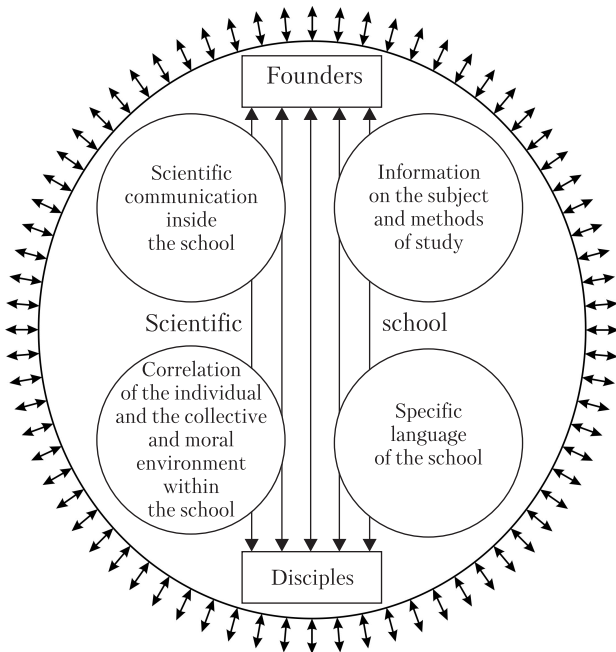 Founders
Scientific
communication
inside
the school
Information
on the subject
and methods
of study
Scientific school
Correlation
of the individual
and the collective
and moral
environment
within
the school
Specific
language
of the school
Disciples